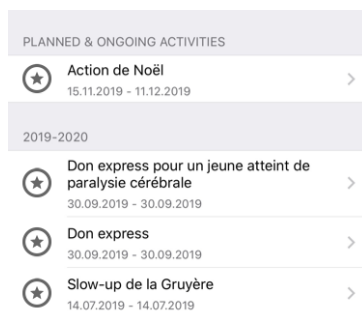 PLANNED & ONGOING ACTIVITIES
Action de Noël
15.11.2019 - 11.12.2019
2019-2020
Don express pour un jeune atteint de
paralysie cérébrale
30.09.2019 - 30.09.2019
Don express
30.09.2019 - 30.09.2019
Slow-up de la Gruyère
14.07.2019 - 14.07.2019